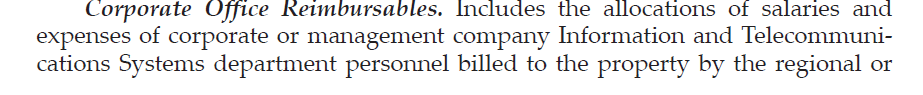 Corporate Office Reimbursables. Includes the allocations of salaries and
expenses of corporate or management company Information and Telecommuni-
cations Systems department personnel billed to the property by the regional or